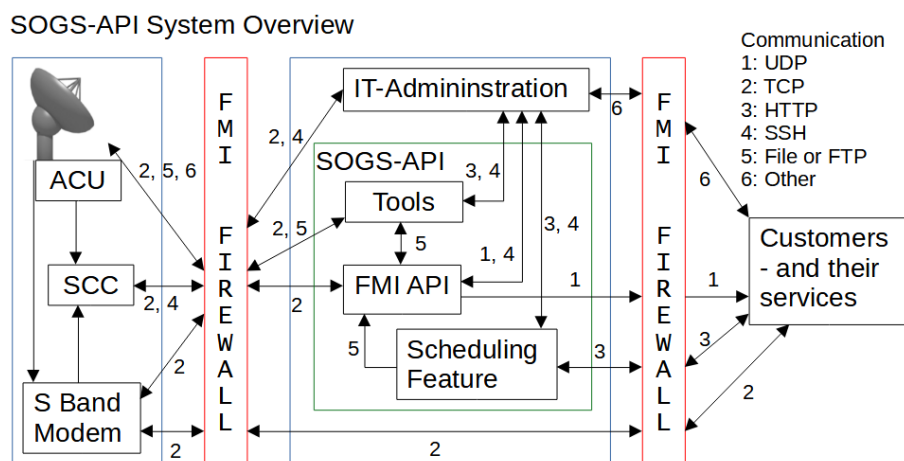 SOGS-API System Overview
Communication
1: UDP
2: TCP
3: HTTP
4: SSH
5: File or FTP
6: Other
FMI FIREWALL
IT-Admininstration
6
FMI FIREWALL
2, 4
SOGS-API
2, 5, 6
3, 4
6
ACU
Tools
2, 5
3, 4
Customers
- and their
services
5
1, 4
SCC
2, 4
2
FMI API
1
1
5
Scheduling
Feature
3
3
2
2
S Band
Modem
2
2